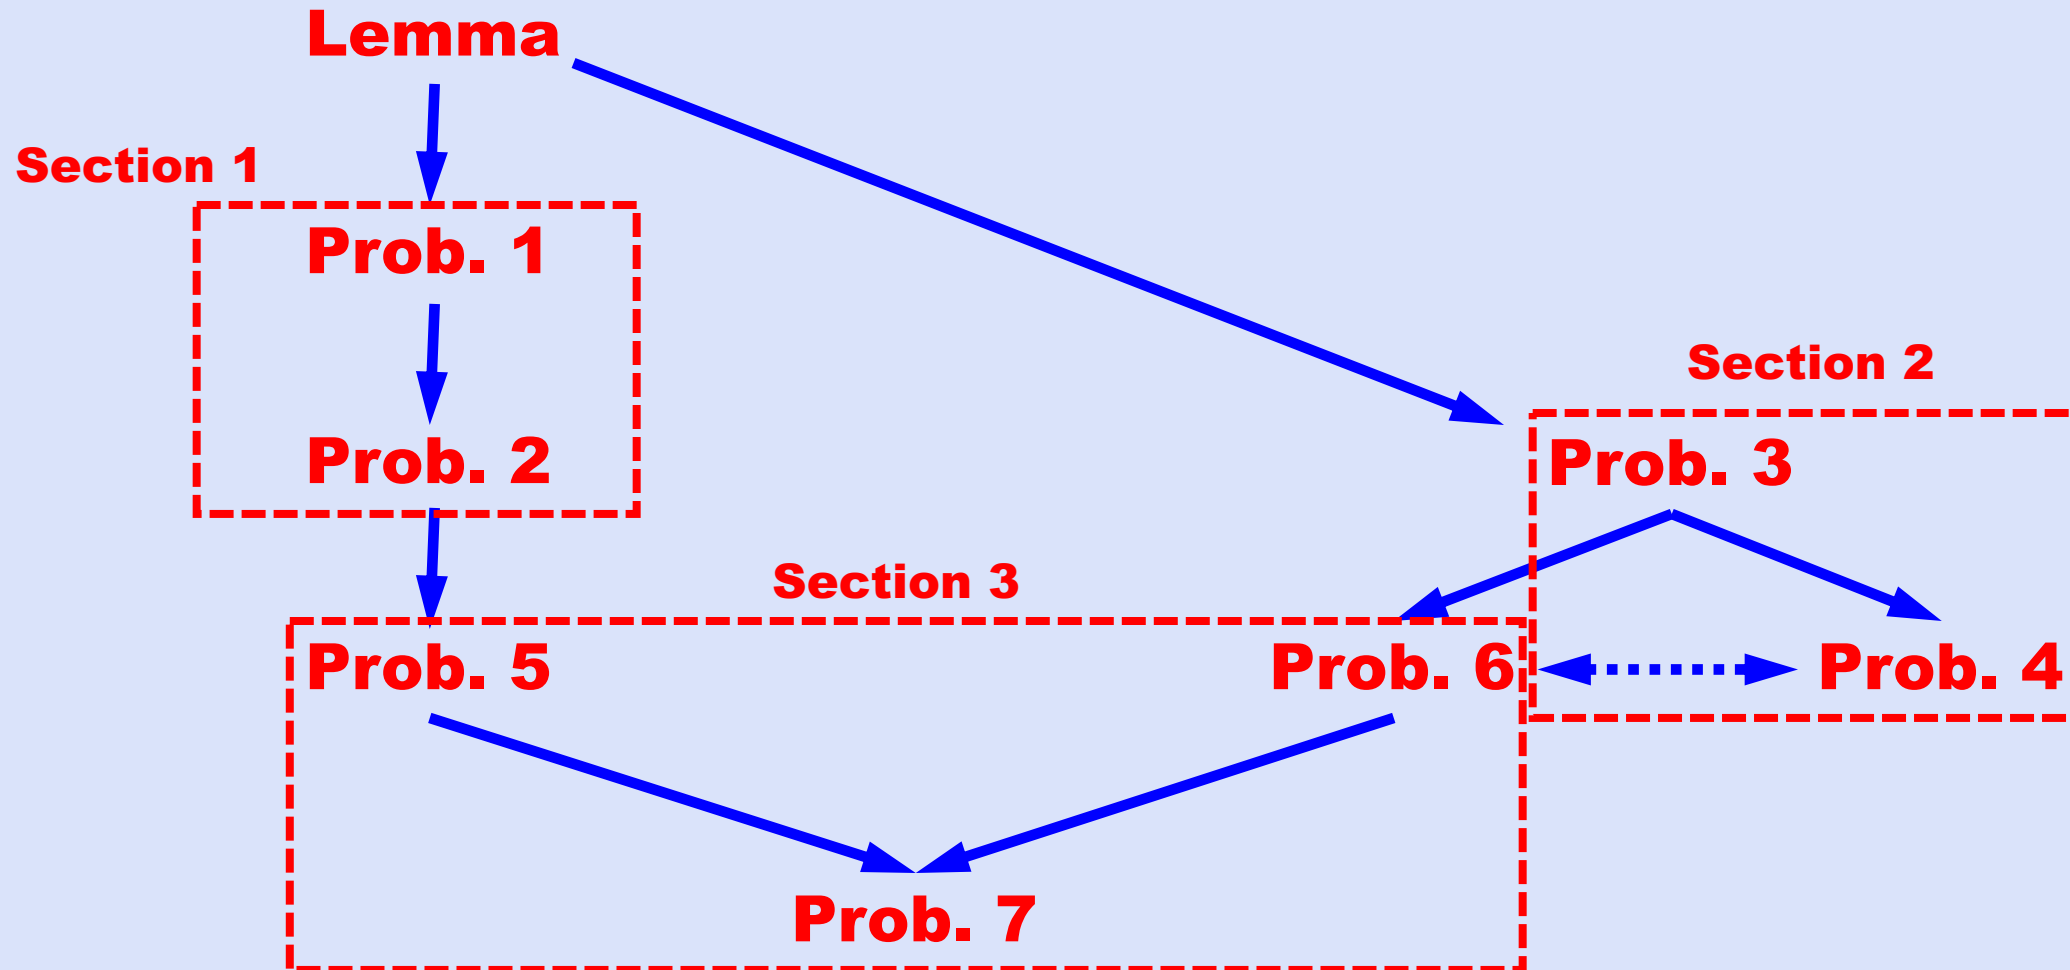 Lemma
Section 1
Prob. 1
Section 2
Prob. 2
Prob. 3
Section 3
Prob. 5
Prob. 6
Prob. 4
Prob. 7